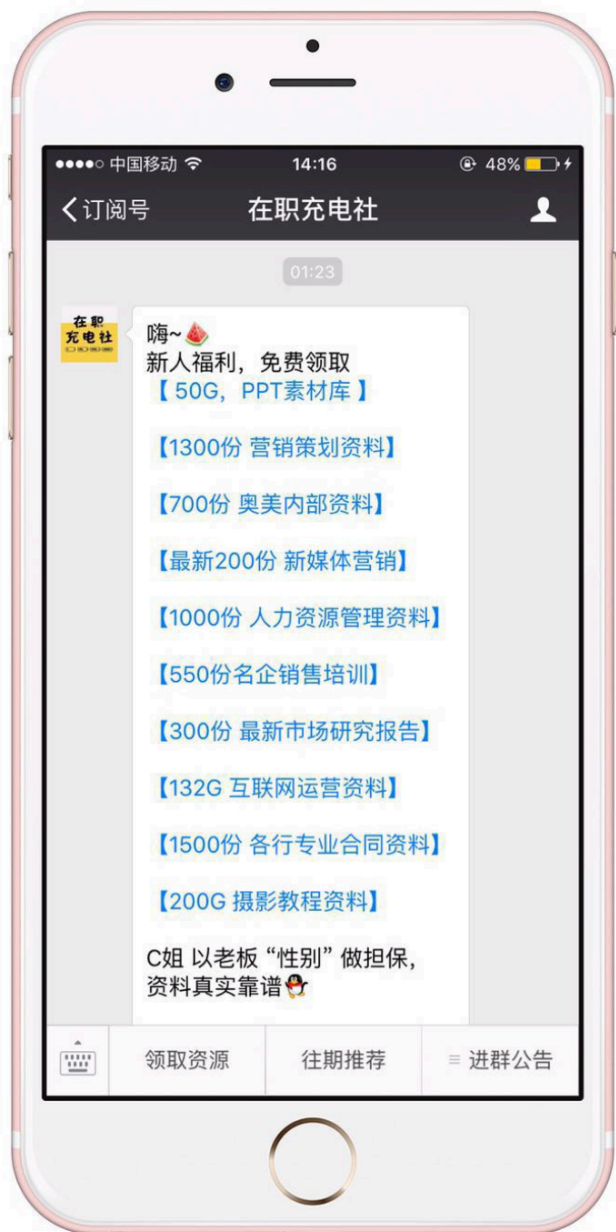 中国移动 14:16 48%
订阅号 在职充电社
01:23
在职
充电社
嗨~
新人福利，免费领取
【 50G，PPT素材库 】
【1300份 营销策划资料】
【700份 奥美内部资料】
【最新200份 新媒体营销】
【1000份 人力资源管理资料】
【550份名企销售培训】
【300份 最新市场研究报告】
【132G 互联网运营资料】
【1500份 各行专业合同资料】
【200G 摄影教程资料】
C姐 以老板 “性别” 做担保，
资料真实靠谱
领取资源 往期推荐 ≡ 进群公告